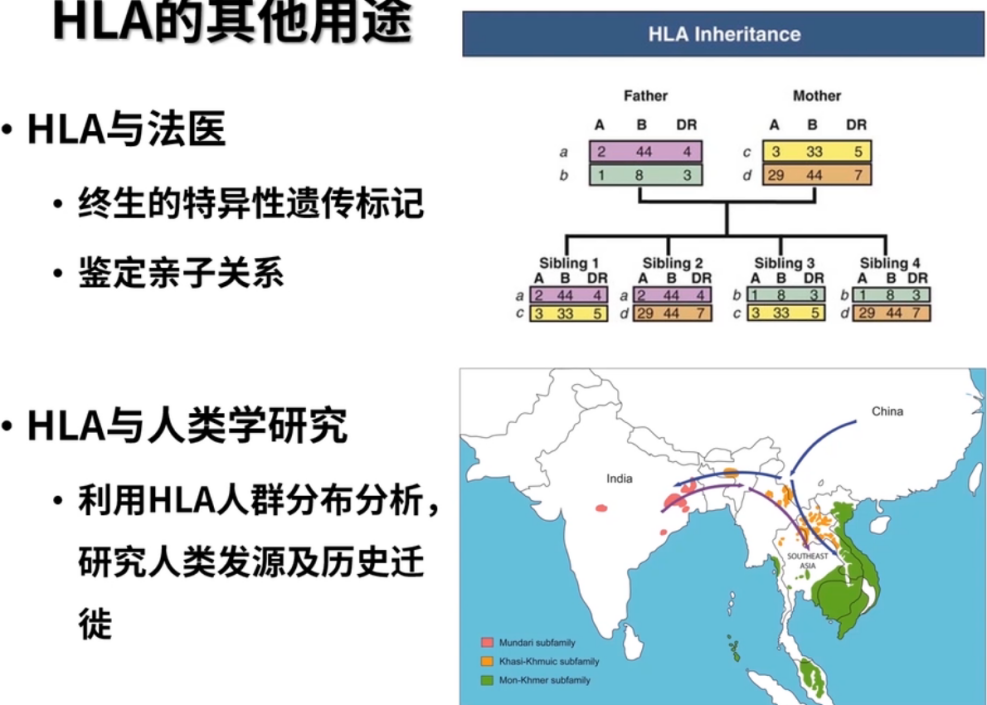 HLA的其他用途
• HLA与法医
• 终生的特异性遗传标记
• 鉴定亲子关系
• HLA与人类学研究
• 利用HLA人群分布分析，
研究人类发源及历史迁
徙
HLA Inheritance
Father Mother
A B DR A B DR
a 2 44 4 c 3 33 5
b 1 8 3 d 29 44 7
Sibling 1 Sibling 2 Sibling 3 Sibling 4
A B DR A B DR A B DR A B DR
a 2 44 4 a 2 44 4 b 1 8 3 b 1 8 3
c 3 33 5 d 29 44 7 c 3 33 5 d 29 44 7
China
India
SOUTHEAST
ASIA
Mundari subfamily
Khasi-Khmuic subfamily
Mon-Khmer subfamily